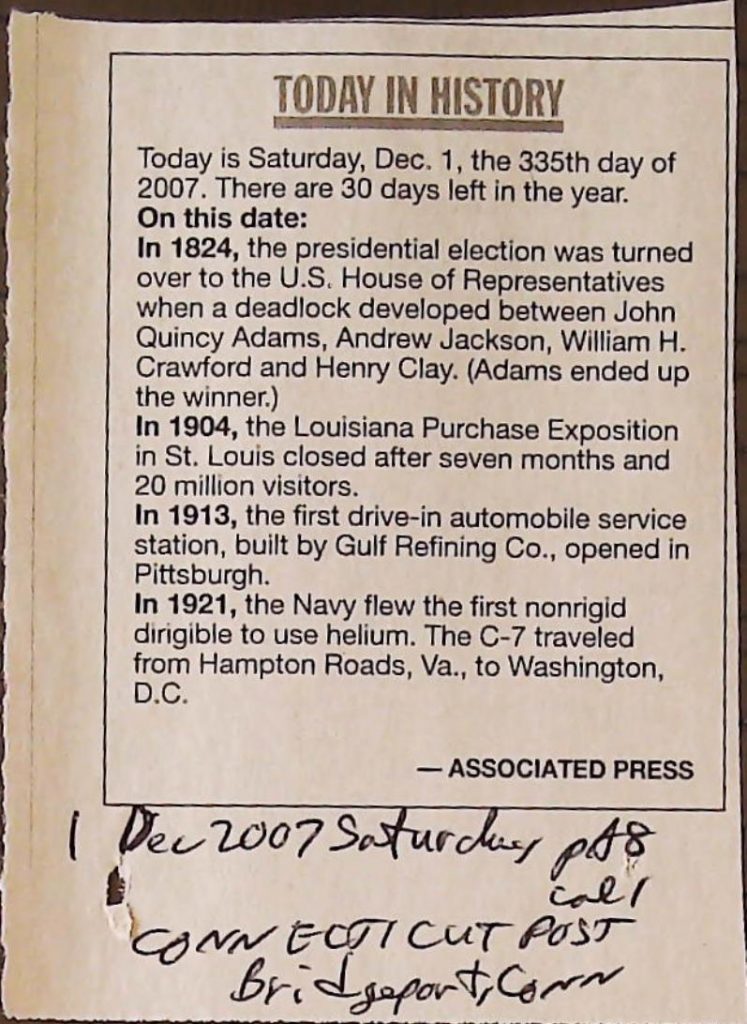 TODAY IN HISTORY
Today is Saturday, Dec. 1, the 335th day of
2007. There are 30 days left in the year.
On this date:
In 1824, the presidential election was turned
over to the U.S. House of Representatives
when a deadlock developed between John
Quincy Adams, Andrew Jackson, William H.
Crawford and Henry Clay. (Adams ended up
the winner.)
In 1904, the Louisiana Purchase Exposition
in St. Louis closed after seven months and
20 million visitors.
In 1913, the first drive-in automobile service
station, built by Gulf Refining Co., opened in
Pittsburgh.
In 1921, the Navy flew the first nonrigid
dirigible to use helium. The C-7 traveled
from Hampton Roads, Va., to Washington,
D.C.
— ASSOCIATED PRESS
1 Dec 2007 Saturday pA8
col 1
CONNECTICUT POST
Bridgeport, Conn